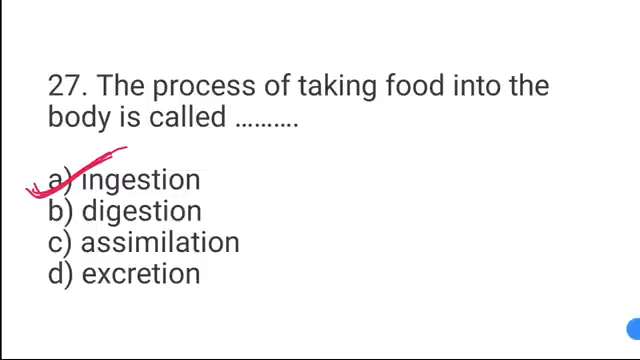 27. The process of taking food into the
body is called ..........
a) ingestion
b) digestion
c) assimilation
d) excretion